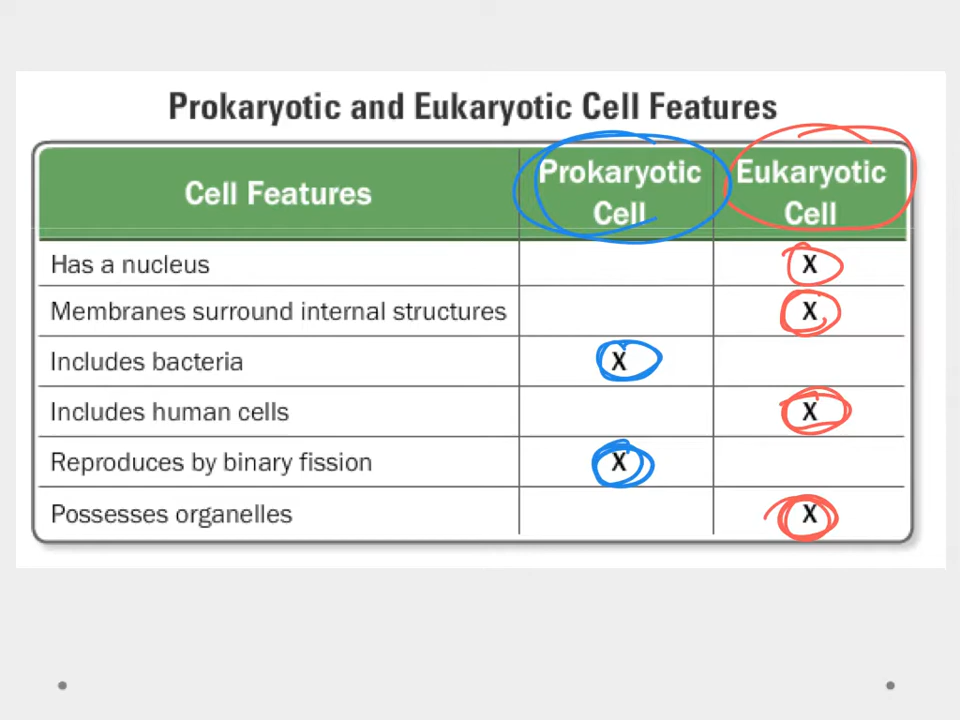 Prokaryotic and Eukaryotic Cell Features
Cell Features
Prokaryotic
Cell
Eukaryotic
Cell
Has a nucleus X
Membranes surround internal structures X
Includes bacteria X
Includes human cells X
Reproduces by binary fission X
Possesses organelles X